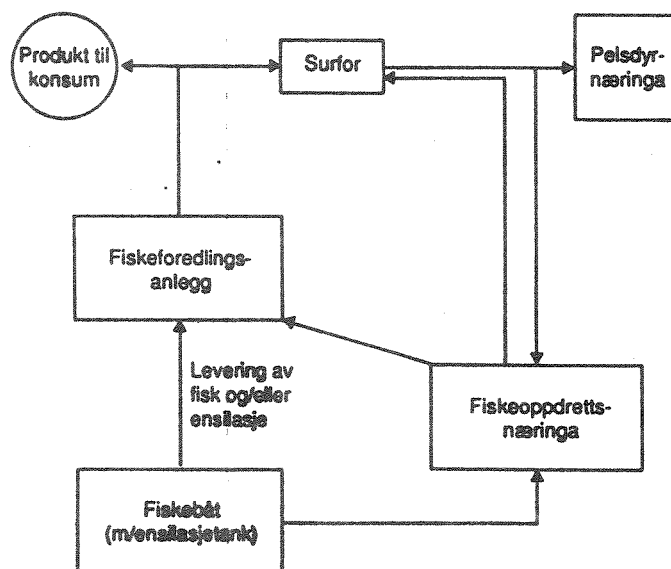 Produkt til
konsum
Surfor
Pelsdyr-
næringa
Fiskeforedlings-
anlegg
Levering av
fisk og/eller
ensilasje
Fiskeoppdretts-
næringa
Fiskebåt
(m/ensilasjetank)